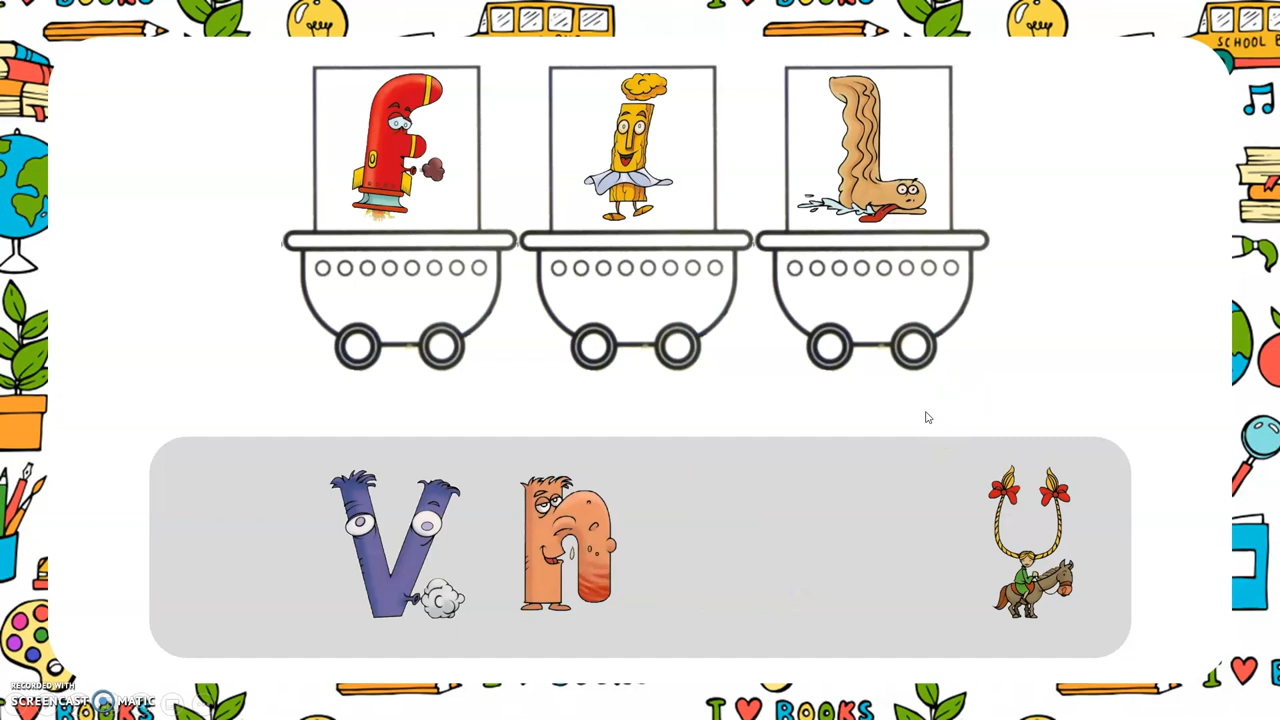 I ♥ BOOKS
SCHOOL B
f i L
V n U
RECORDED WITH
SCREENCAST MATIC
I ♥ BOOKS